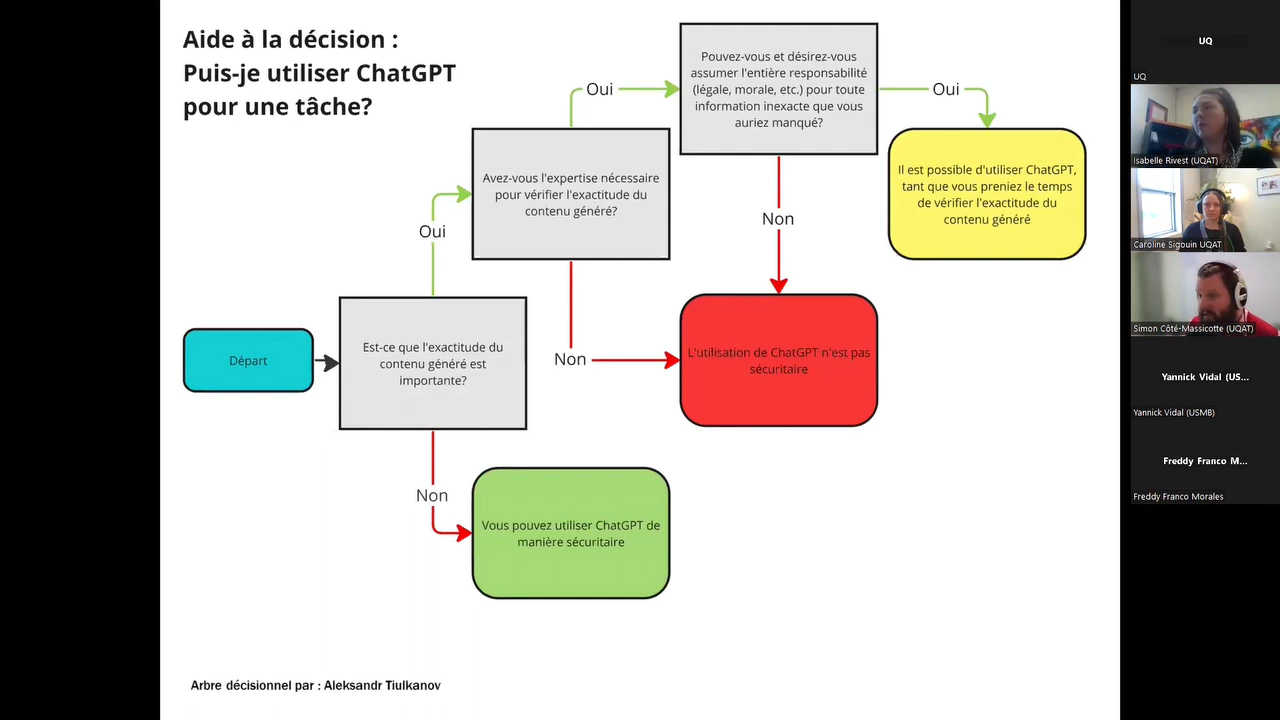 Aide à la décision :
Puis-je utiliser ChatGPT
pour une tâche?
Départ
Est-ce que l'exactitude du
contenu généré est
importante?
Oui
Non
Avez-vous l'expertise nécessaire
pour vérifier l'exactitude du
contenu généré?
Oui
Non
Pouvez-vous et désirez-vous
assumer l'entière responsabilité
(légale, morale, etc.) pour toute
information inexacte que vous
auriez manqué?
Oui
Non
Il est possible d'utiliser ChatGPT,
tant que vous preniez le temps
de vérifier l'exactitude du
contenu généré
L'utilisation de ChatGPT n'est pas
sécuritaire
Vous pouvez utiliser ChatGPT de
manière sécuritaire
Arbre décisionnel par : Aleksandr Tiulkanov
UQ
UQ
Isabelle Rivest (UQAT)
Caroline Sigouin UQAT
Simon Côté-Massicotte (UQAT)
Yannick Vidal (US...
Yannick Vidal (USMB)
Freddy Franco M...
Freddy Franco Morales